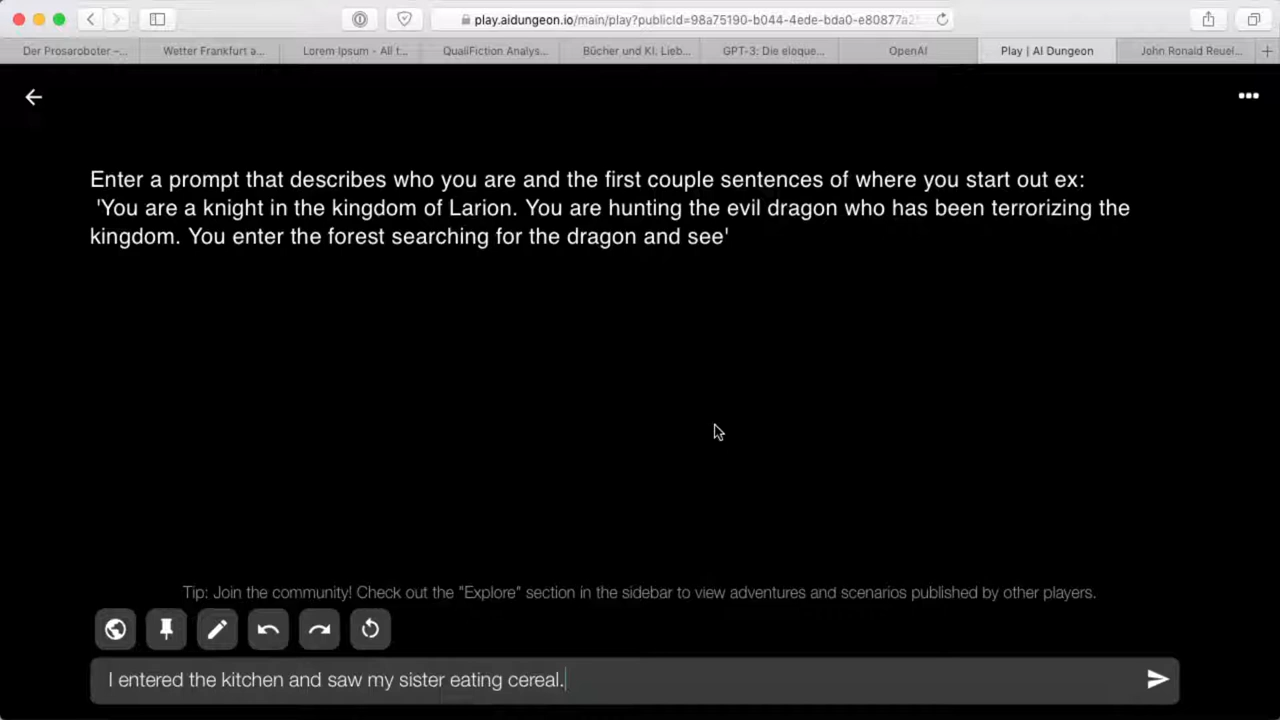 play.aidungeon.io/main/play?publicId=98a75190-b044-4ede-bda0-e80877a2
Der Prosaroboter –...
Wetter Frankfurt a...
Lorem Ipsum - All t...
QualiFiction Analys...
Bücher und KI: Lieb...
GPT-3: Die eloque...
OpenAI
Play | AI Dungeon
John Ronald Reuel...
Enter a prompt that describes who you are and the first couple sentences of where you start out ex:
'You are a knight in the kingdom of Larion. You are hunting the evil dragon who has been terrorizing the
kingdom. You enter the forest searching for the dragon and see'
Tip: Join the community! Check out the "Explore" section in the sidebar to view adventures and scenarios published by other players.
I entered the kitchen and saw my sister eating cereal.